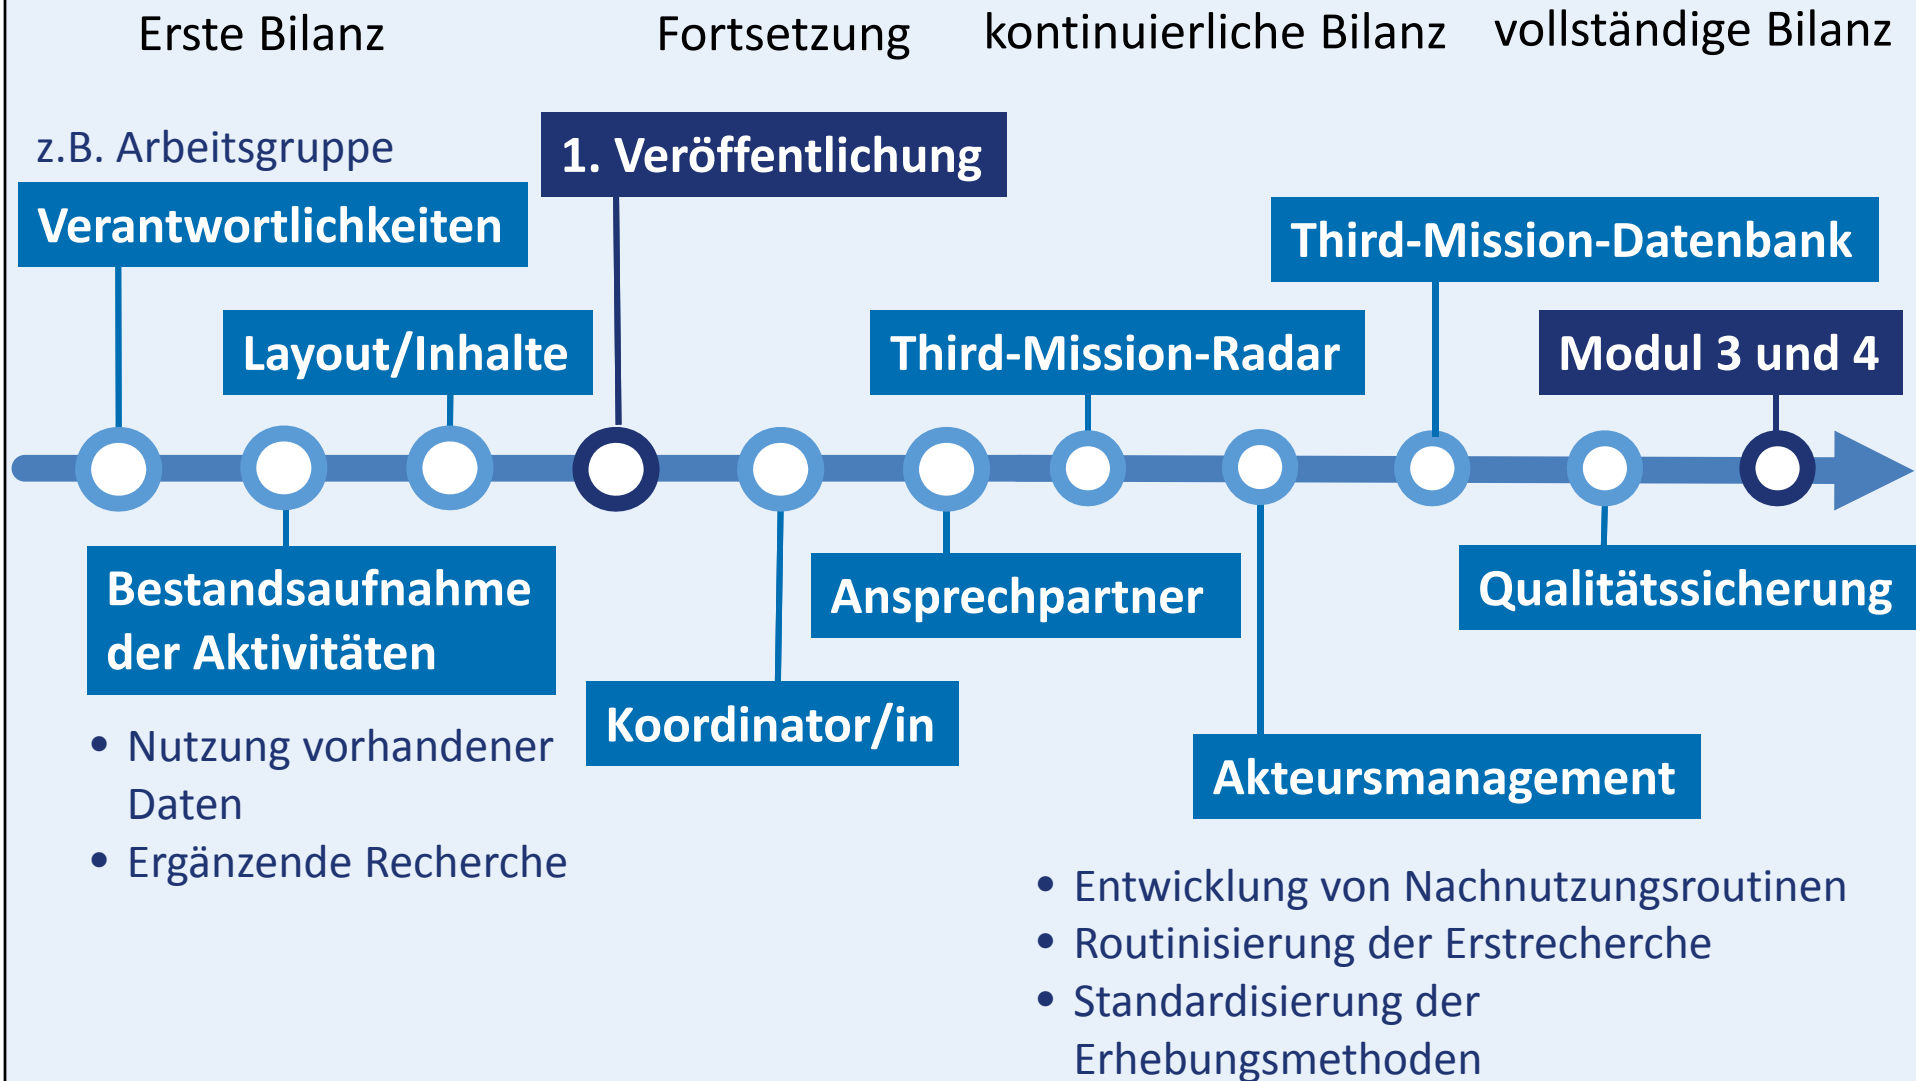 Erste Bilanz
Fortsetzung
kontinuierliche Bilanz
vollständige Bilanz
z.B. Arbeitsgruppe
1. Veröffentlichung
Verantwortlichkeiten
Third-Mission-Datenbank
Layout/Inhalte
Third-Mission-Radar
Modul 3 und 4
Bestandsaufnahme
der Aktivitäten
Ansprechpartner
Qualitätssicherung
Koordinator/in
• Nutzung vorhandener
Daten
• Ergänzende Recherche
Akteursmanagement
• Entwicklung von Nachnutzungsroutinen
• Routinisierung der Erstrecherche
• Standardisierung der
Erhebungsmethoden